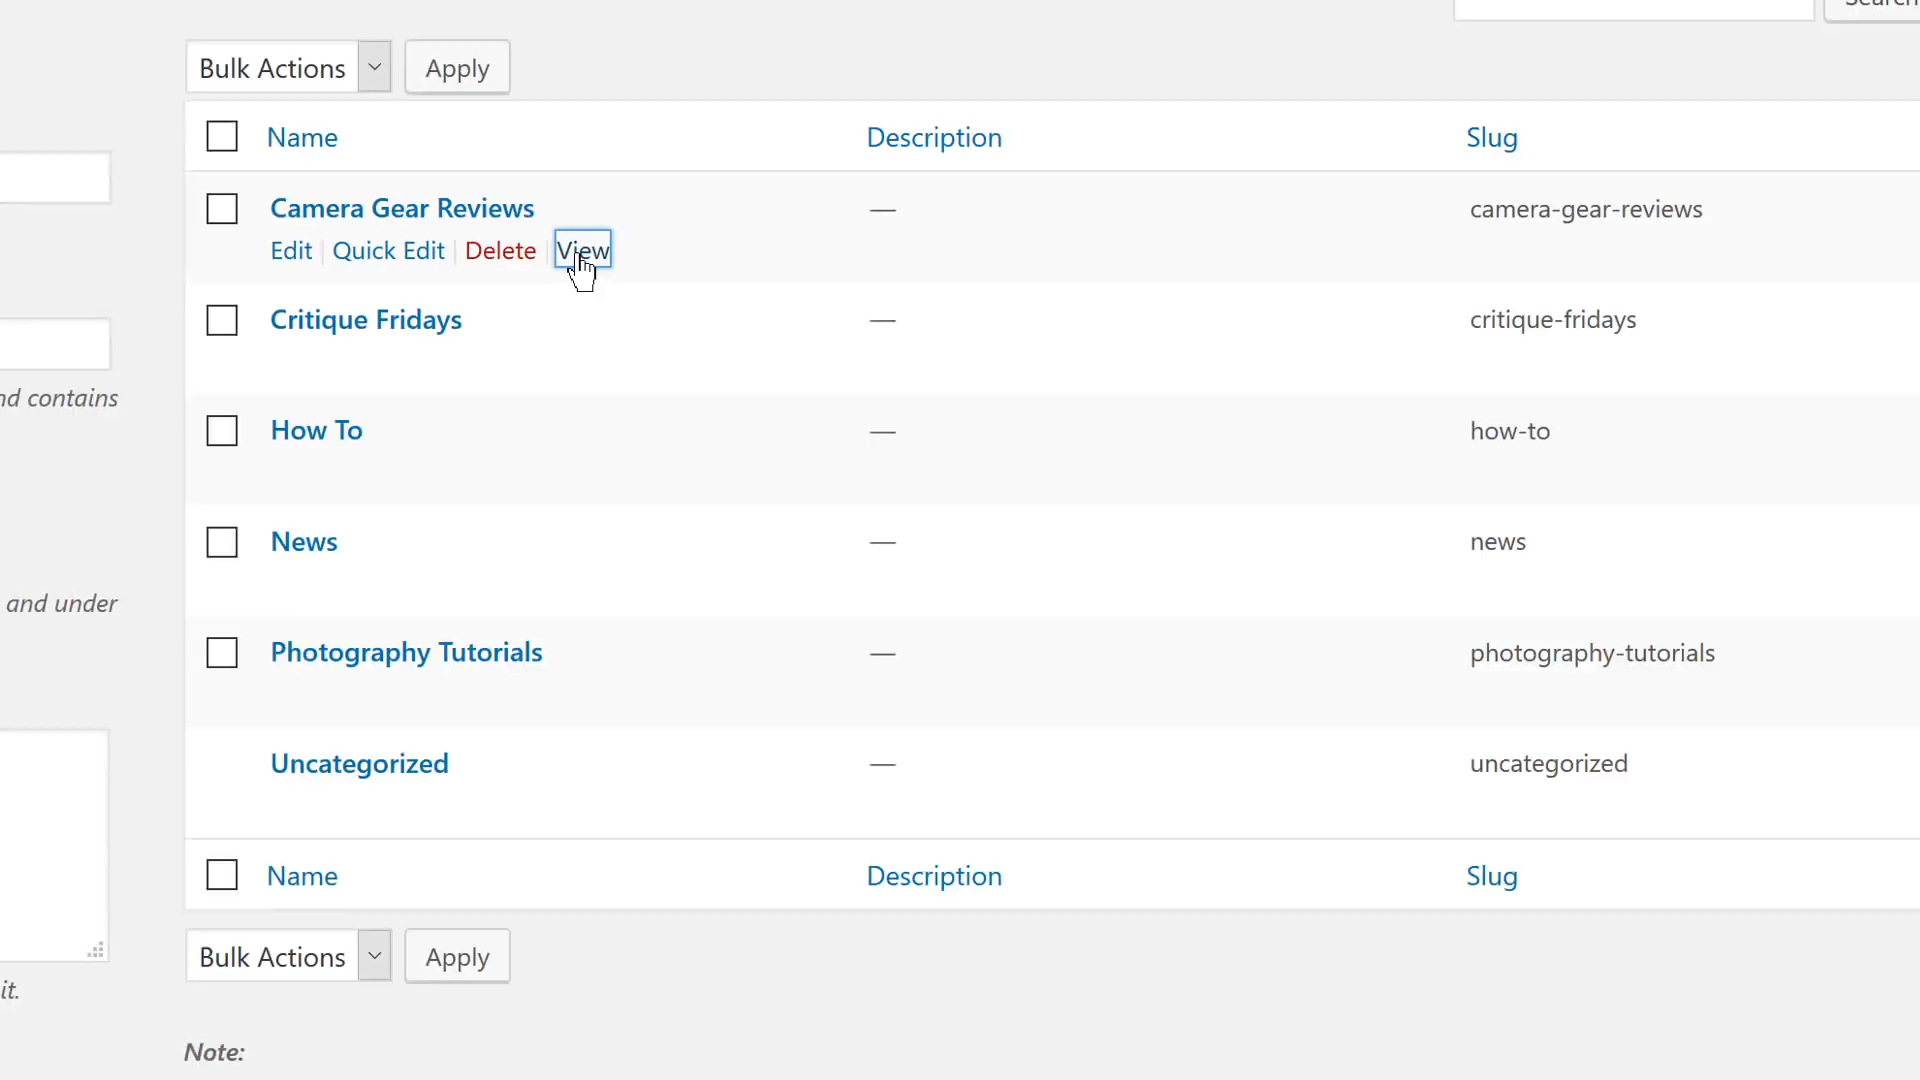 Search
Bulk Actions Apply
Name Description Slug
Camera Gear Reviews — camera-gear-reviews
Edit | Quick Edit | Delete | View
Critique Fridays — critique-fridays
nd contains
How To — how-to
News — news
and under
Photography Tutorials — photography-tutorials
Uncategorized — uncategorized
Name Description Slug
Bulk Actions Apply
it.
Note: